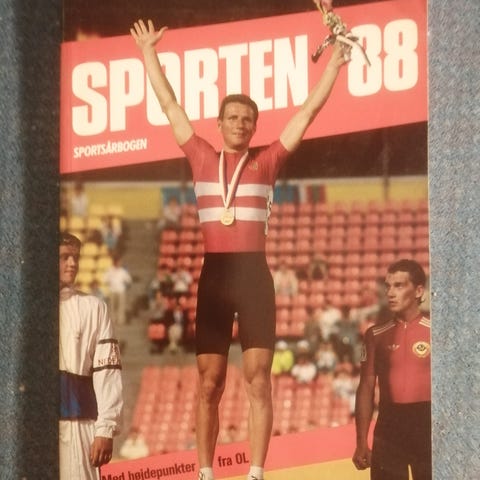 SPORTEN '88
SPORTSÅRBOGEN
Med højdepunkter fra OL